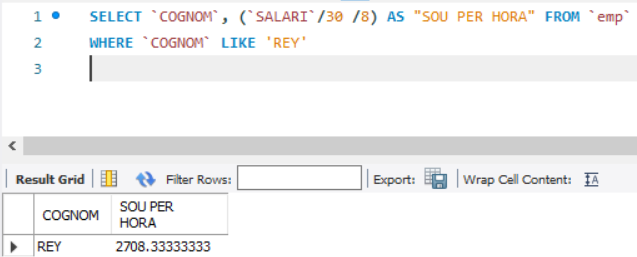 1 SELECT `COGNOM`, (`SALARI`/30 /8) AS "SOU PER HORA" FROM `emp`
2 WHERE `COGNOM` LIKE 'REY'
3
Result Grid Filter Rows: Export: Wrap Cell Content:
COGNOM SOU PER HORA
REY 2708.33333333